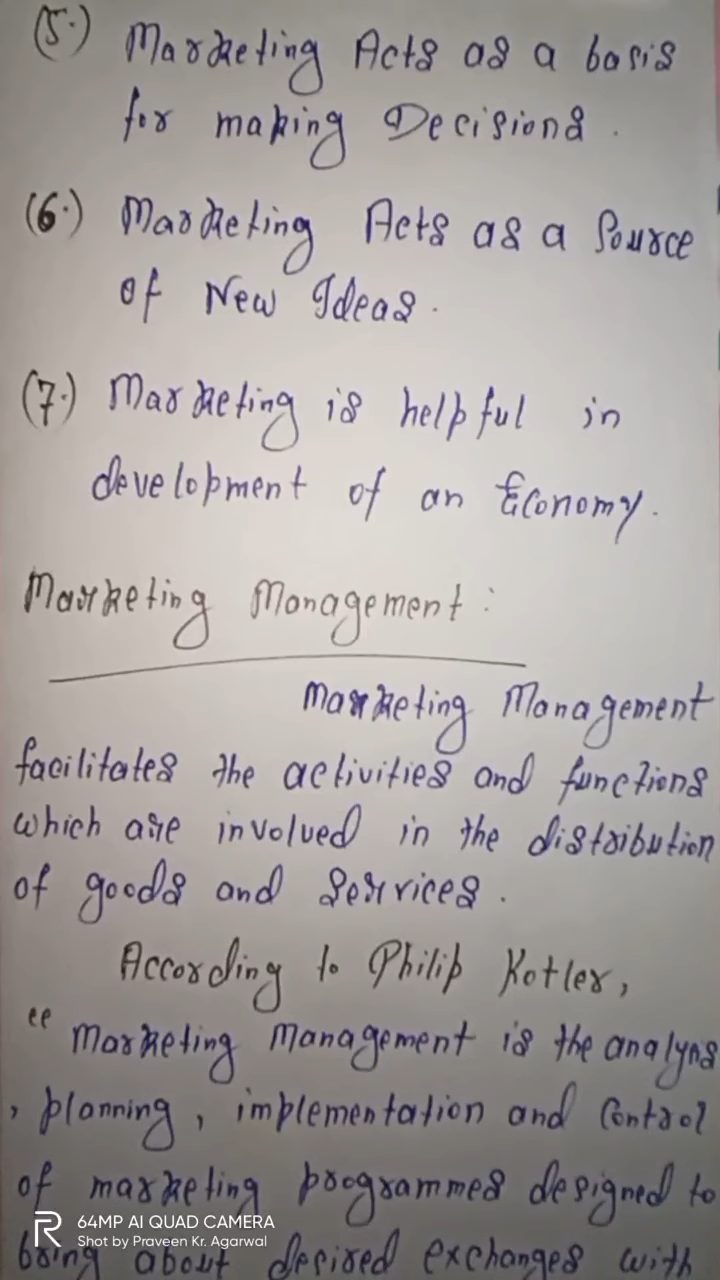 (5.) Marketing Acts as a basis
for making Decisions.
(6.) Marketing Acts as a Source
of New Ideas.
(7.) Marketing is helpful in
development of an Economy.
Marketing Management:
Marketing Management
facilitates the activities and functions
which are involved in the distribution
of goods and services.
According to Philip Kotler,
"Marketing Management is the analysis
, planning, implementation and Control
of marketing programmes designed to
bring about desired exchanges with
64MP AI QUAD CAMERA
Shot by Praveen Kr. Agarwal